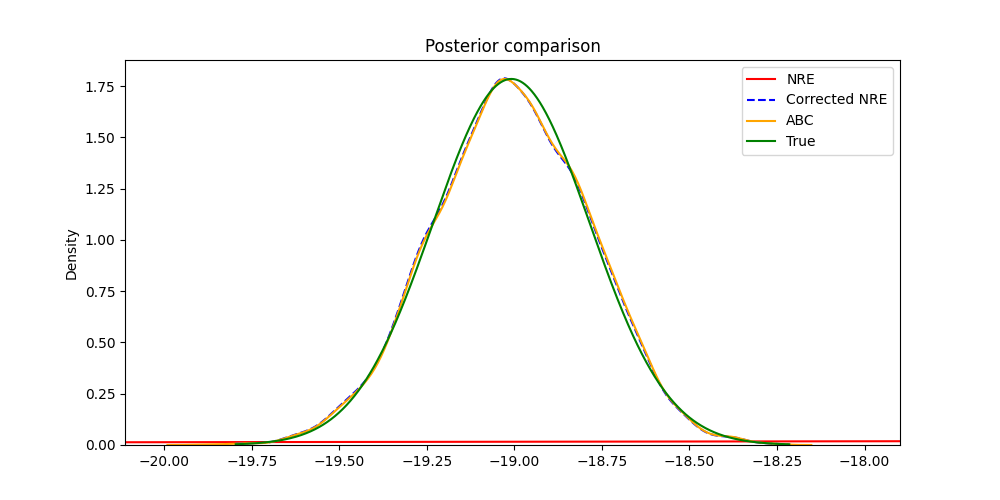 Posterior comparison
NRE
Corrected NRE
ABC
True
Density
1.75
1.50
1.25
1.00
0.75
0.50
0.25
0.00
−20.00 −19.75 −19.50 −19.25 −19.00 −18.75 −18.50 −18.25 −18.00